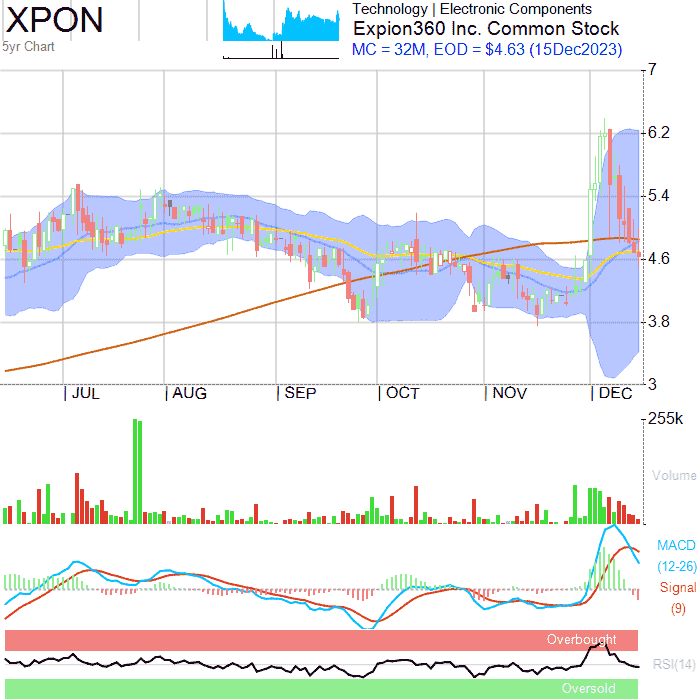 XPON
5yr Chart
Technology | Electronic Components
Expion360 Inc. Common Stock
MC = 32M, EOD = $4.63 (15Dec2023)
7
6.2
5.4
4.6
3.8
3
JUL AUG SEP OCT NOV DEC
255k
Volume
MACD
(12-26)
Signal
(9)
Overbought
RSI(14)
Oversold